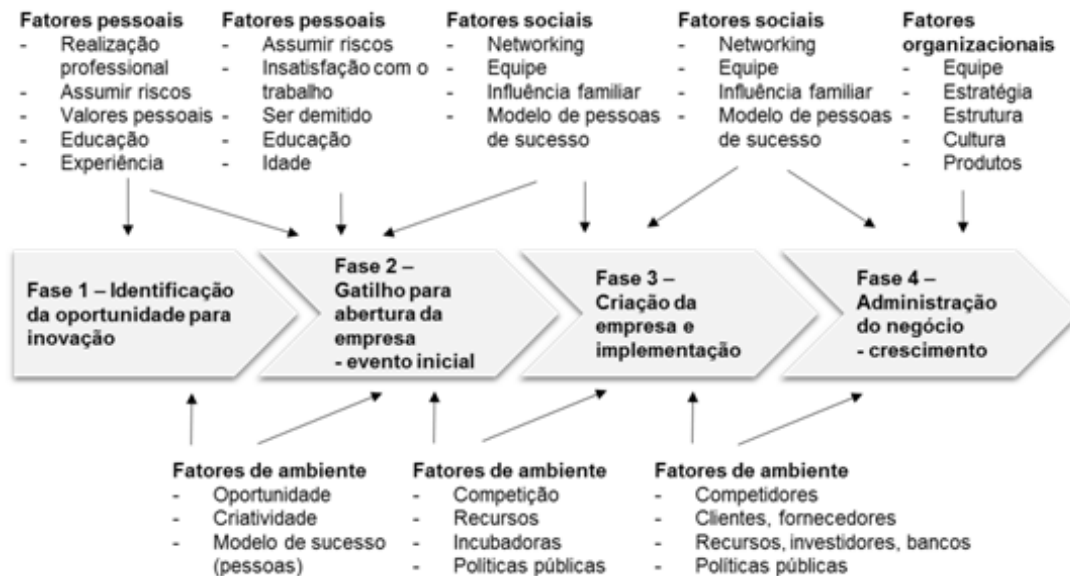 Fatores pessoais
- Realização
professional
- Assumir riscos
- Valores pessoais
- Educação
- Experiência
Fatores pessoais
- Assumir riscos
- Insatisfação com o
trabalho
- Ser demitido
- Educação
- Idade
Fatores sociais
- Networking
- Equipe
- Influência familiar
- Modelo de pessoas
de sucesso
Fatores sociais
- Networking
- Equipe
- Influência familiar
- Modelo de pessoas
de sucesso
Fatores
organizacionais
- Equipe
- Estratégia
- Estrutura
- Cultura
- Produtos
Fase 1 – Identificação
da oportunidade para
inovação
Fase 2 –
Gatilho para
abertura da
empresa
- evento inicial
Fase 3 –
Criação da
empresa e
implementação
Fase 4 –
Administração
do negócio
- crescimento
Fatores de ambiente
- Oportunidade
- Criatividade
- Modelo de sucesso
(pessoas)
Fatores de ambiente
- Competição
- Recursos
- Incubadoras
- Políticas públicas
Fatores de ambiente
- Competidores
- Clientes, fornecedores
- Recursos, investidores, bancos
- Políticas públicas